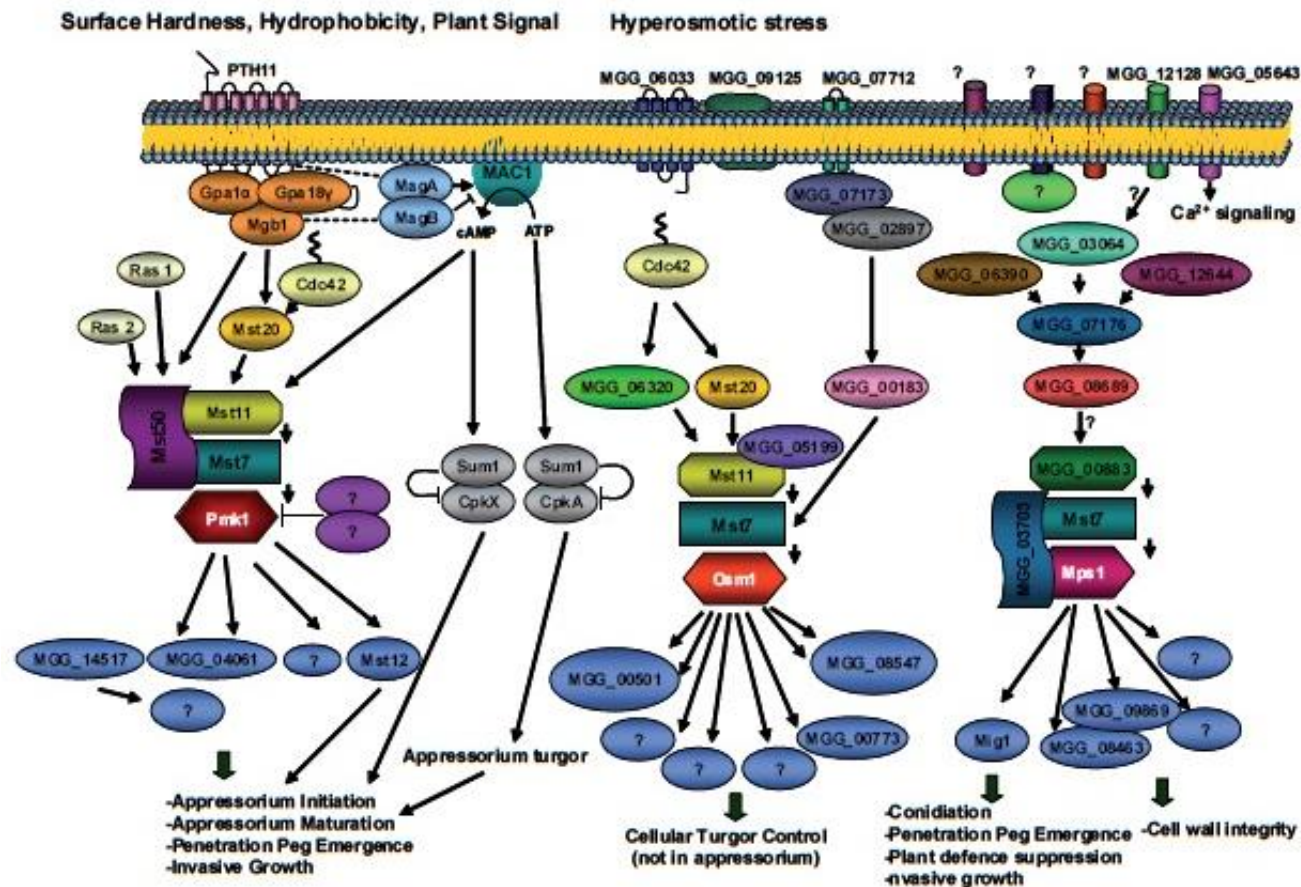 Surface Hardness, Hydrophobicity, Plant Signal
Hyperosmotic stress
PTH11
MGG_06033
MGG_09125
MGG_07712
?
?
?
MGG_12128
MGG_05643
Gpa1α
Gpa18γ
Mgb1
MagA
MagB
MAC1
cAMP
ATP
MGG_07173
MGG_02897
?
?
Ca²⁺ signaling
Ras 1
Ras 2
Cdo42
Mst20
Cdo42
MGG_03064
MGG_06390
MGG_12644
MGG_07176
MGG_06320
Mst20
MGG_00183
MGG_08689
?
Mst50
Mst11
Mst7
Pmk1
?
?
Sum1
CpkX
Sum1
CpkA
MGG_05199
Mst11
Mst7
Osm1
MGG_00883
MGG_03703
Mst7
Mps1
MGG_14517
MGG_04061
?
Mst12
?
MGG_00501
MGG_08547
?
?
?
MGG_00773
Mig1
MGG_09869
MGG_08463
?
?
Appressorium turgor
-Appressorium Initiation
-Appressorium Maturation
-Penetration Peg Emergence
-Invasive Growth
Cellular Turgor Control
(not in appressorium)
-Conidiation
-Penetration Peg Emergence
-Plant defence suppression
-nvasive growth
-Cell wall integrity